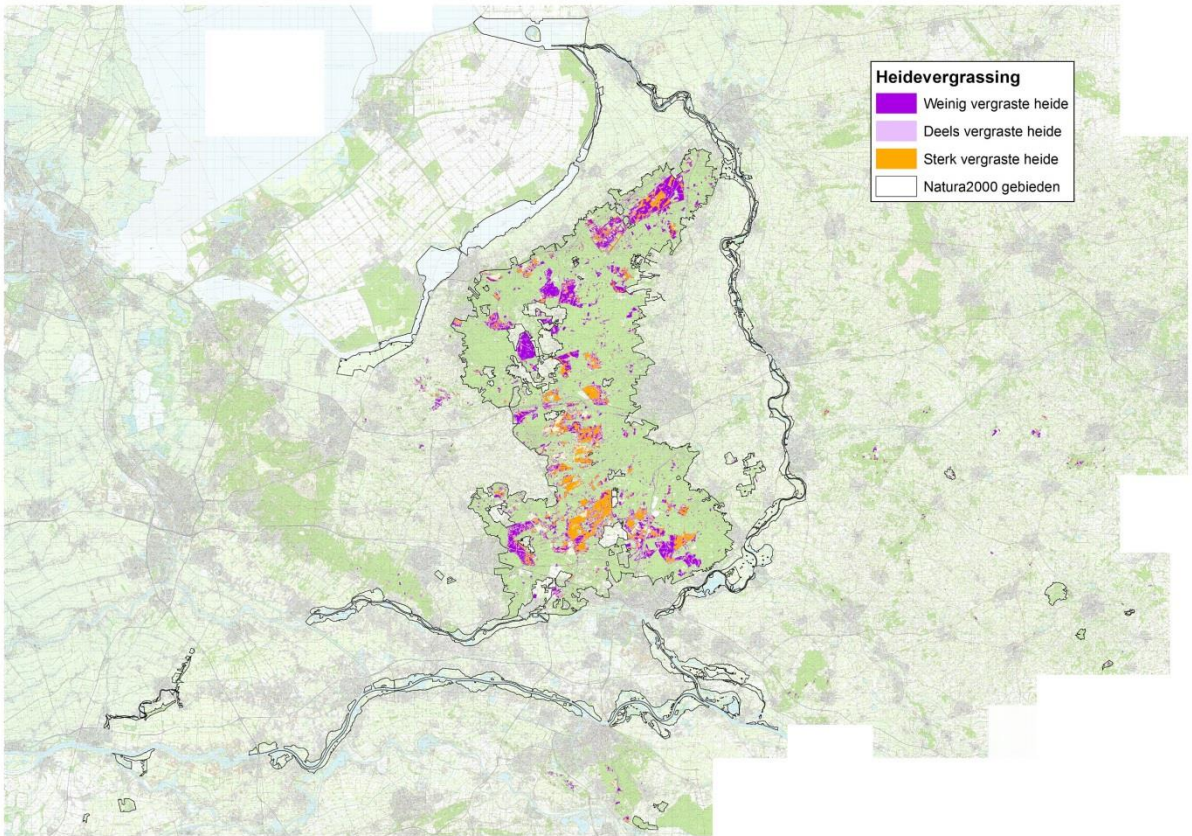 Heidevergrassing
Weinig vergraste heide
Deels vergraste heide
Sterk vergraste heide
Natura2000 gebieden